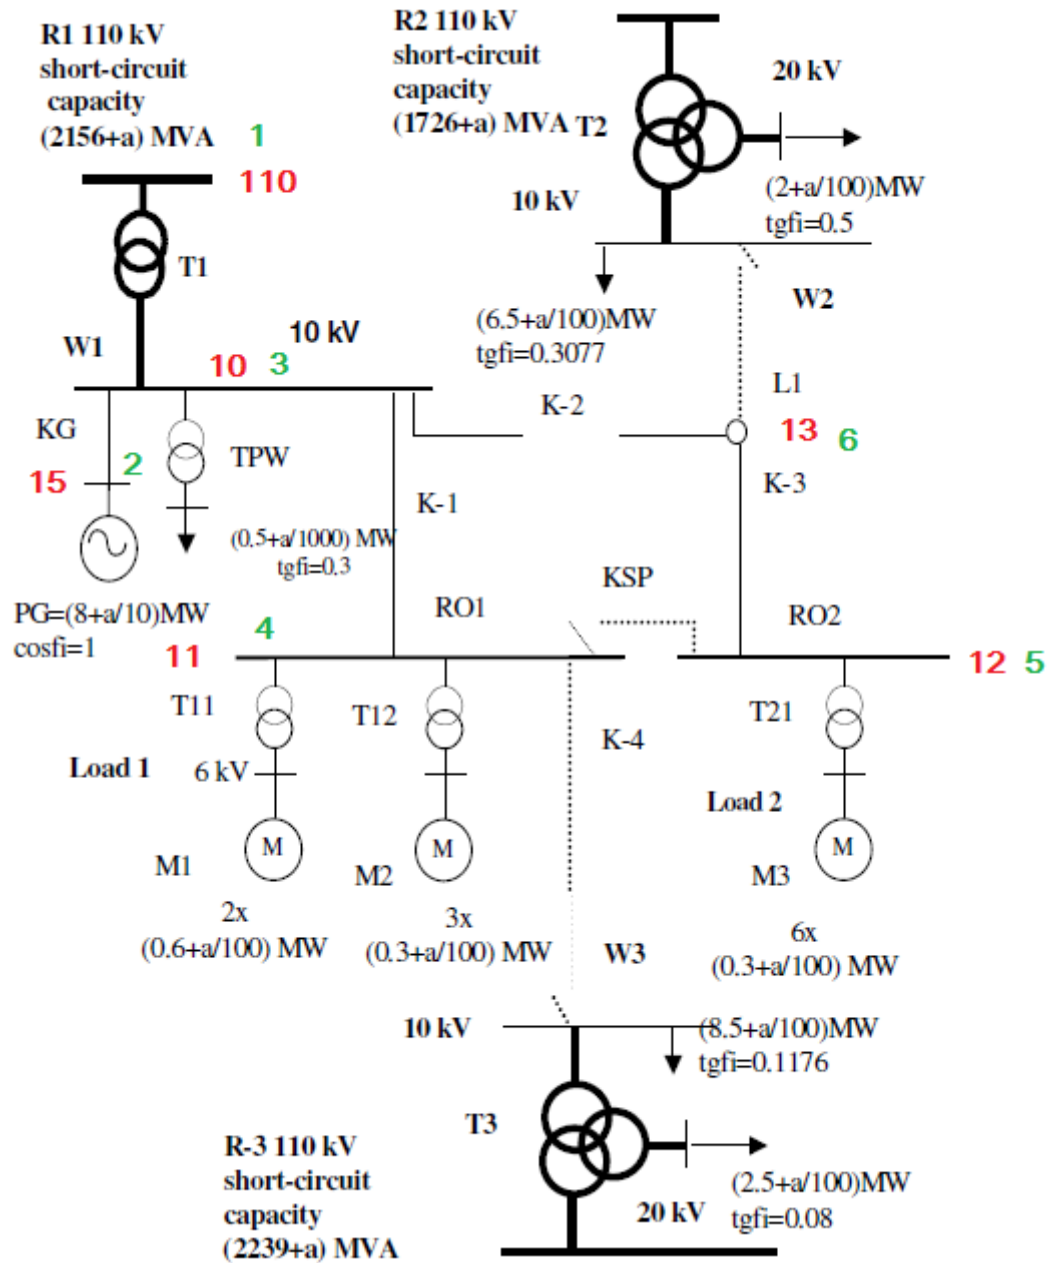 R1 110 kV
short-circuit
capacity
(2156+a) MVA
1
110
T1
W1
10 kV
10
3
KG
2
15
TPW
(0.5+a/1000) MW
tgfi=0.3
PG=(8+a/10)MW
cosfi=1
R2 110 kV
short-circuit
capacity
(1726+a) MVA
T2
20 kV
(2+a/100)MW
tgfi=0.5
10 kV
(6.5+a/100)MW
tgfi=0.3077
W2
L1
K-2
13
6
K-3
K-1
KSP
RO1
RO2
4
11
12
5
T11
T12
T21
K-4
Load 1
6 kV
Load 2
M
M
M
M1
M2
M3
2x
(0.6+a/100) MW
3x
(0.3+a/100) MW
6x
(0.3+a/100) MW
W3
10 kV
(8.5+a/100)MW
tgfi=0.1176
T3
R-3 110 kV
short-circuit
capacity
(2239+a) MVA
20 kV
(2.5+a/100)MW
tgfi=0.08